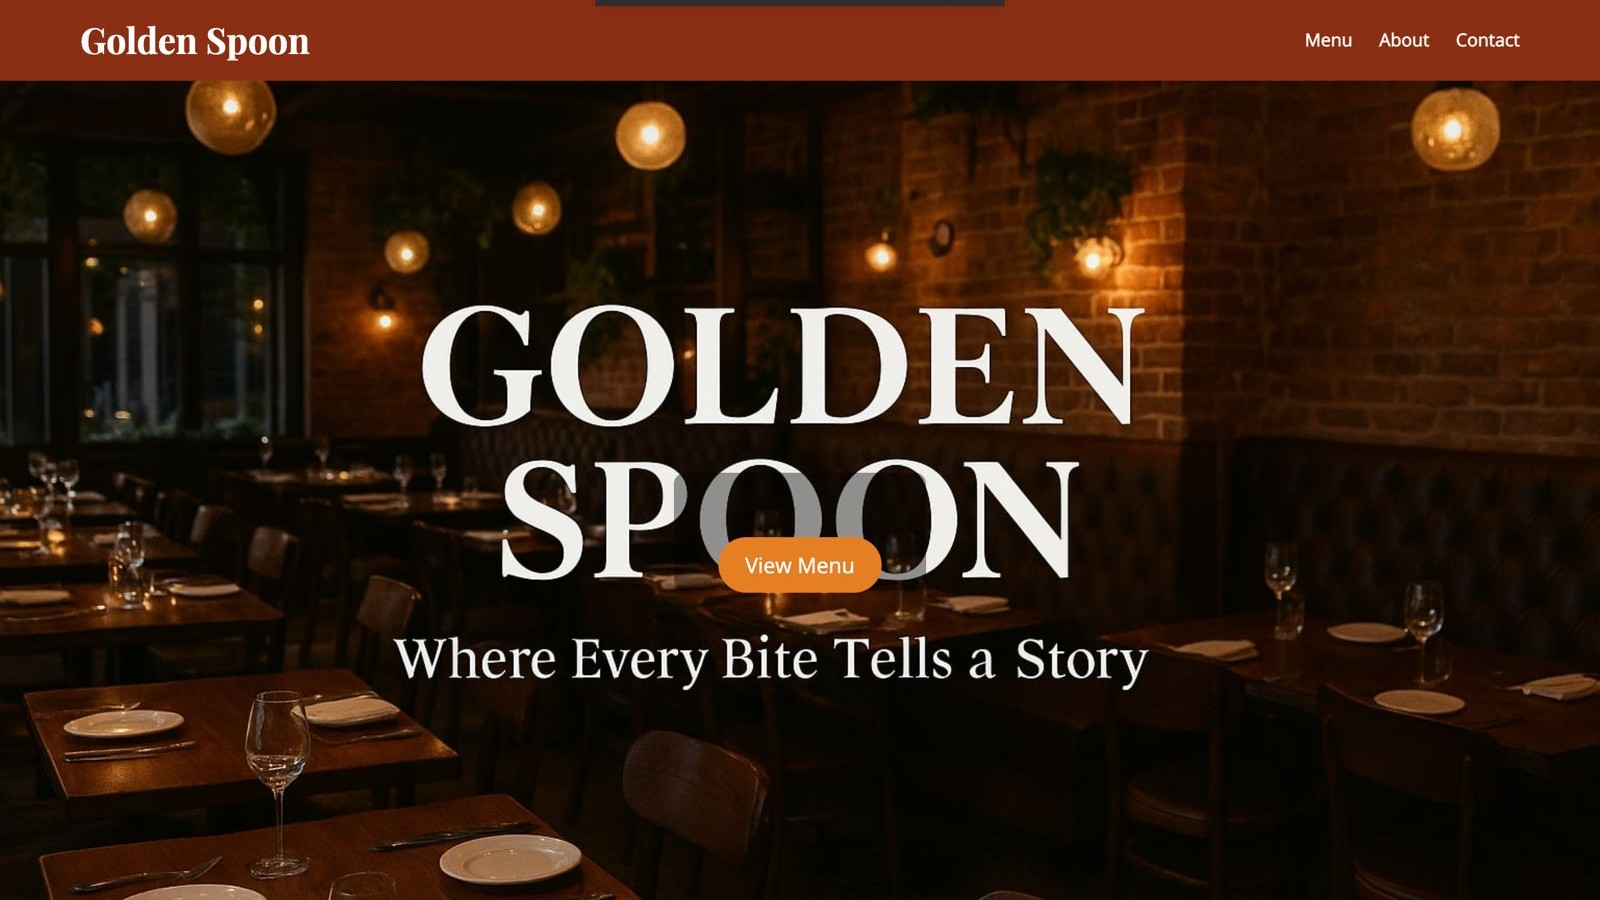 Golden Spoon
Menu About Contact
GOLDEN
SPOON
View Menu
Where Every Bite Tells a Story